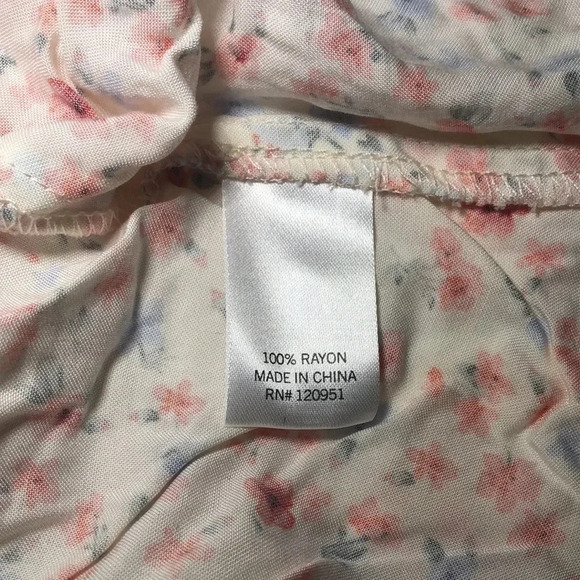 100% RAYON
MADE IN CHINA
RN# 120951